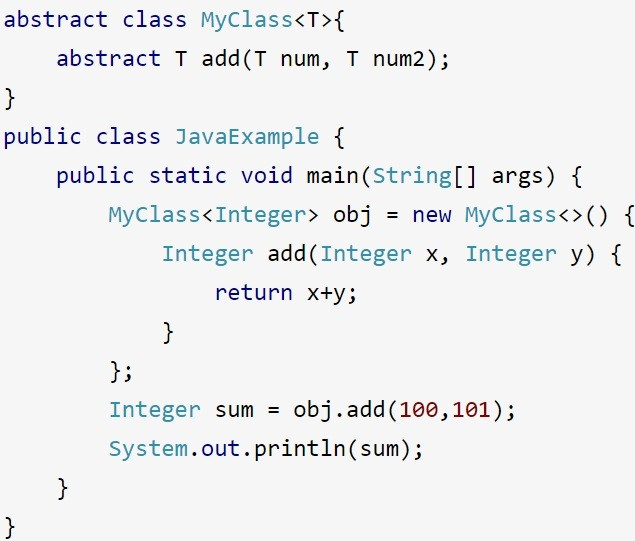 abstract class MyClass<T>{
    abstract T add(T num, T num2);
}
public class JavaExample {
    public static void main(String[] args) {
        MyClass<Integer> obj = new MyClass<>() {
            Integer add(Integer x, Integer y) {
                return x+y;
            }
        };
        Integer sum = obj.add(100,101);
        System.out.println(sum);
    }
}